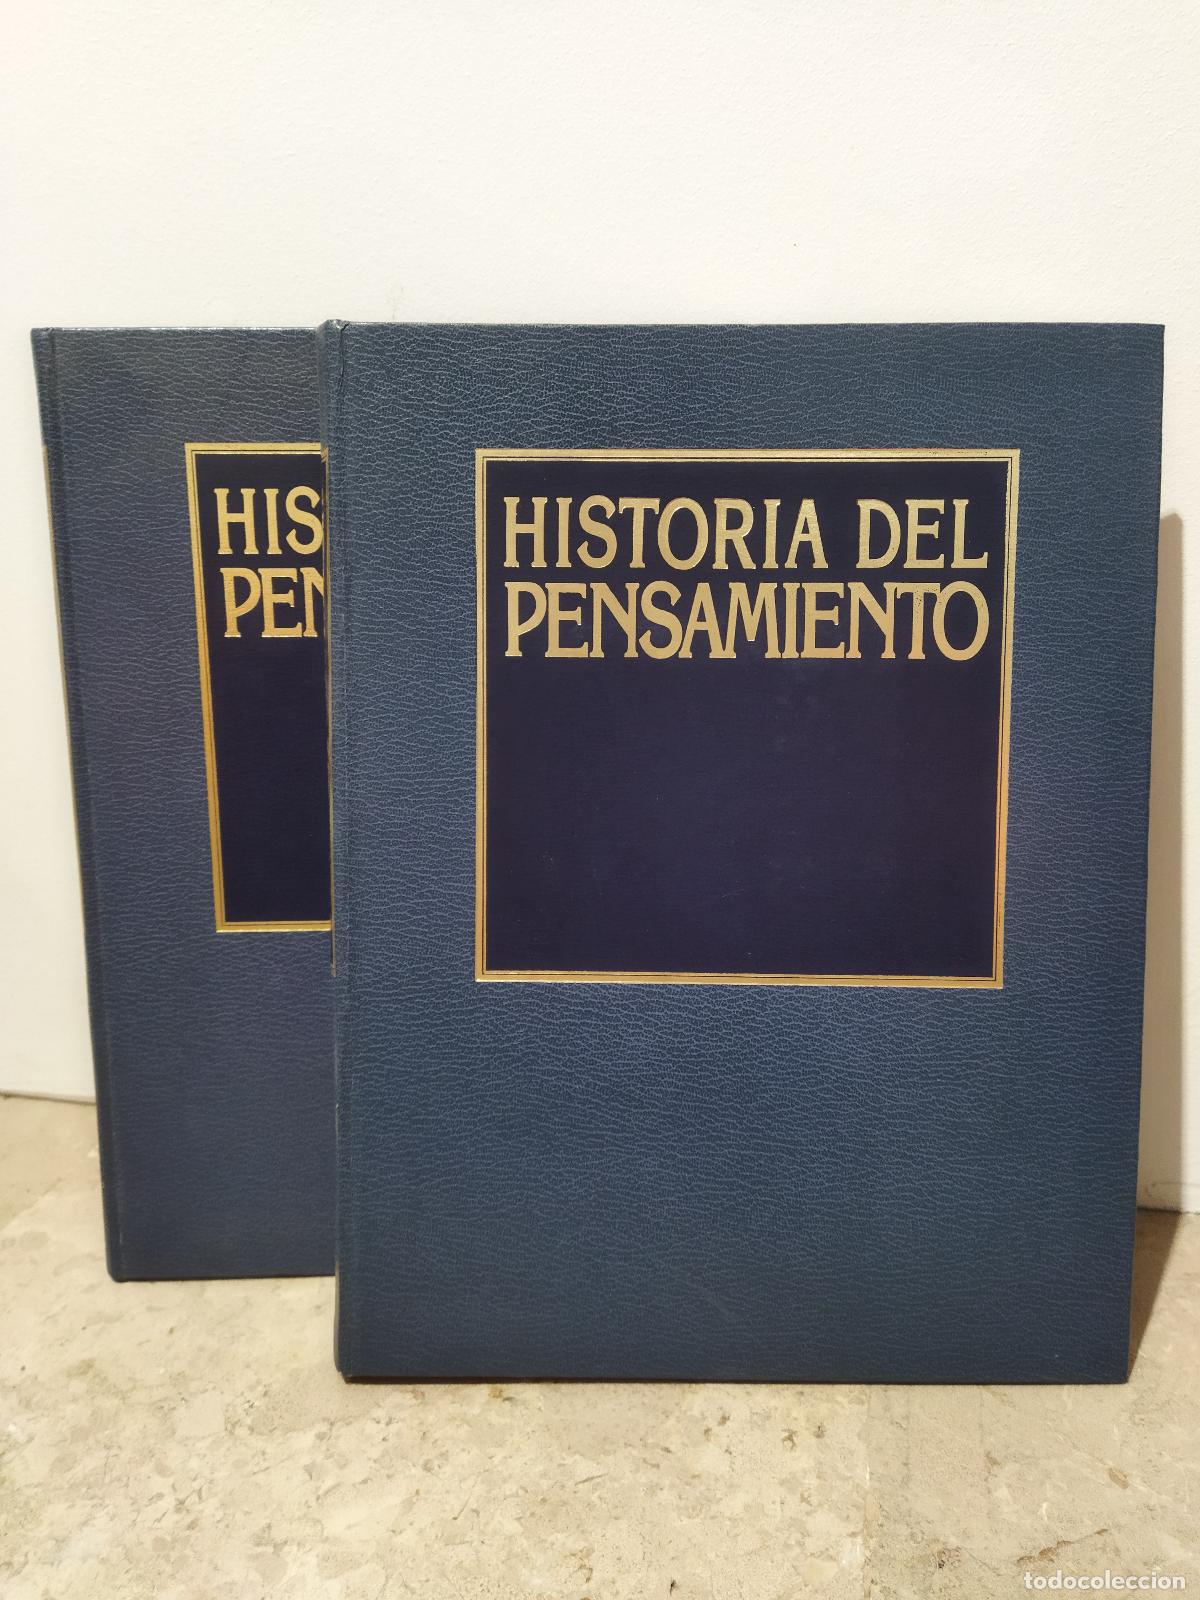 HIS
PEN
HISTORIA DEL
PENSAMIENTO
todocoleccion